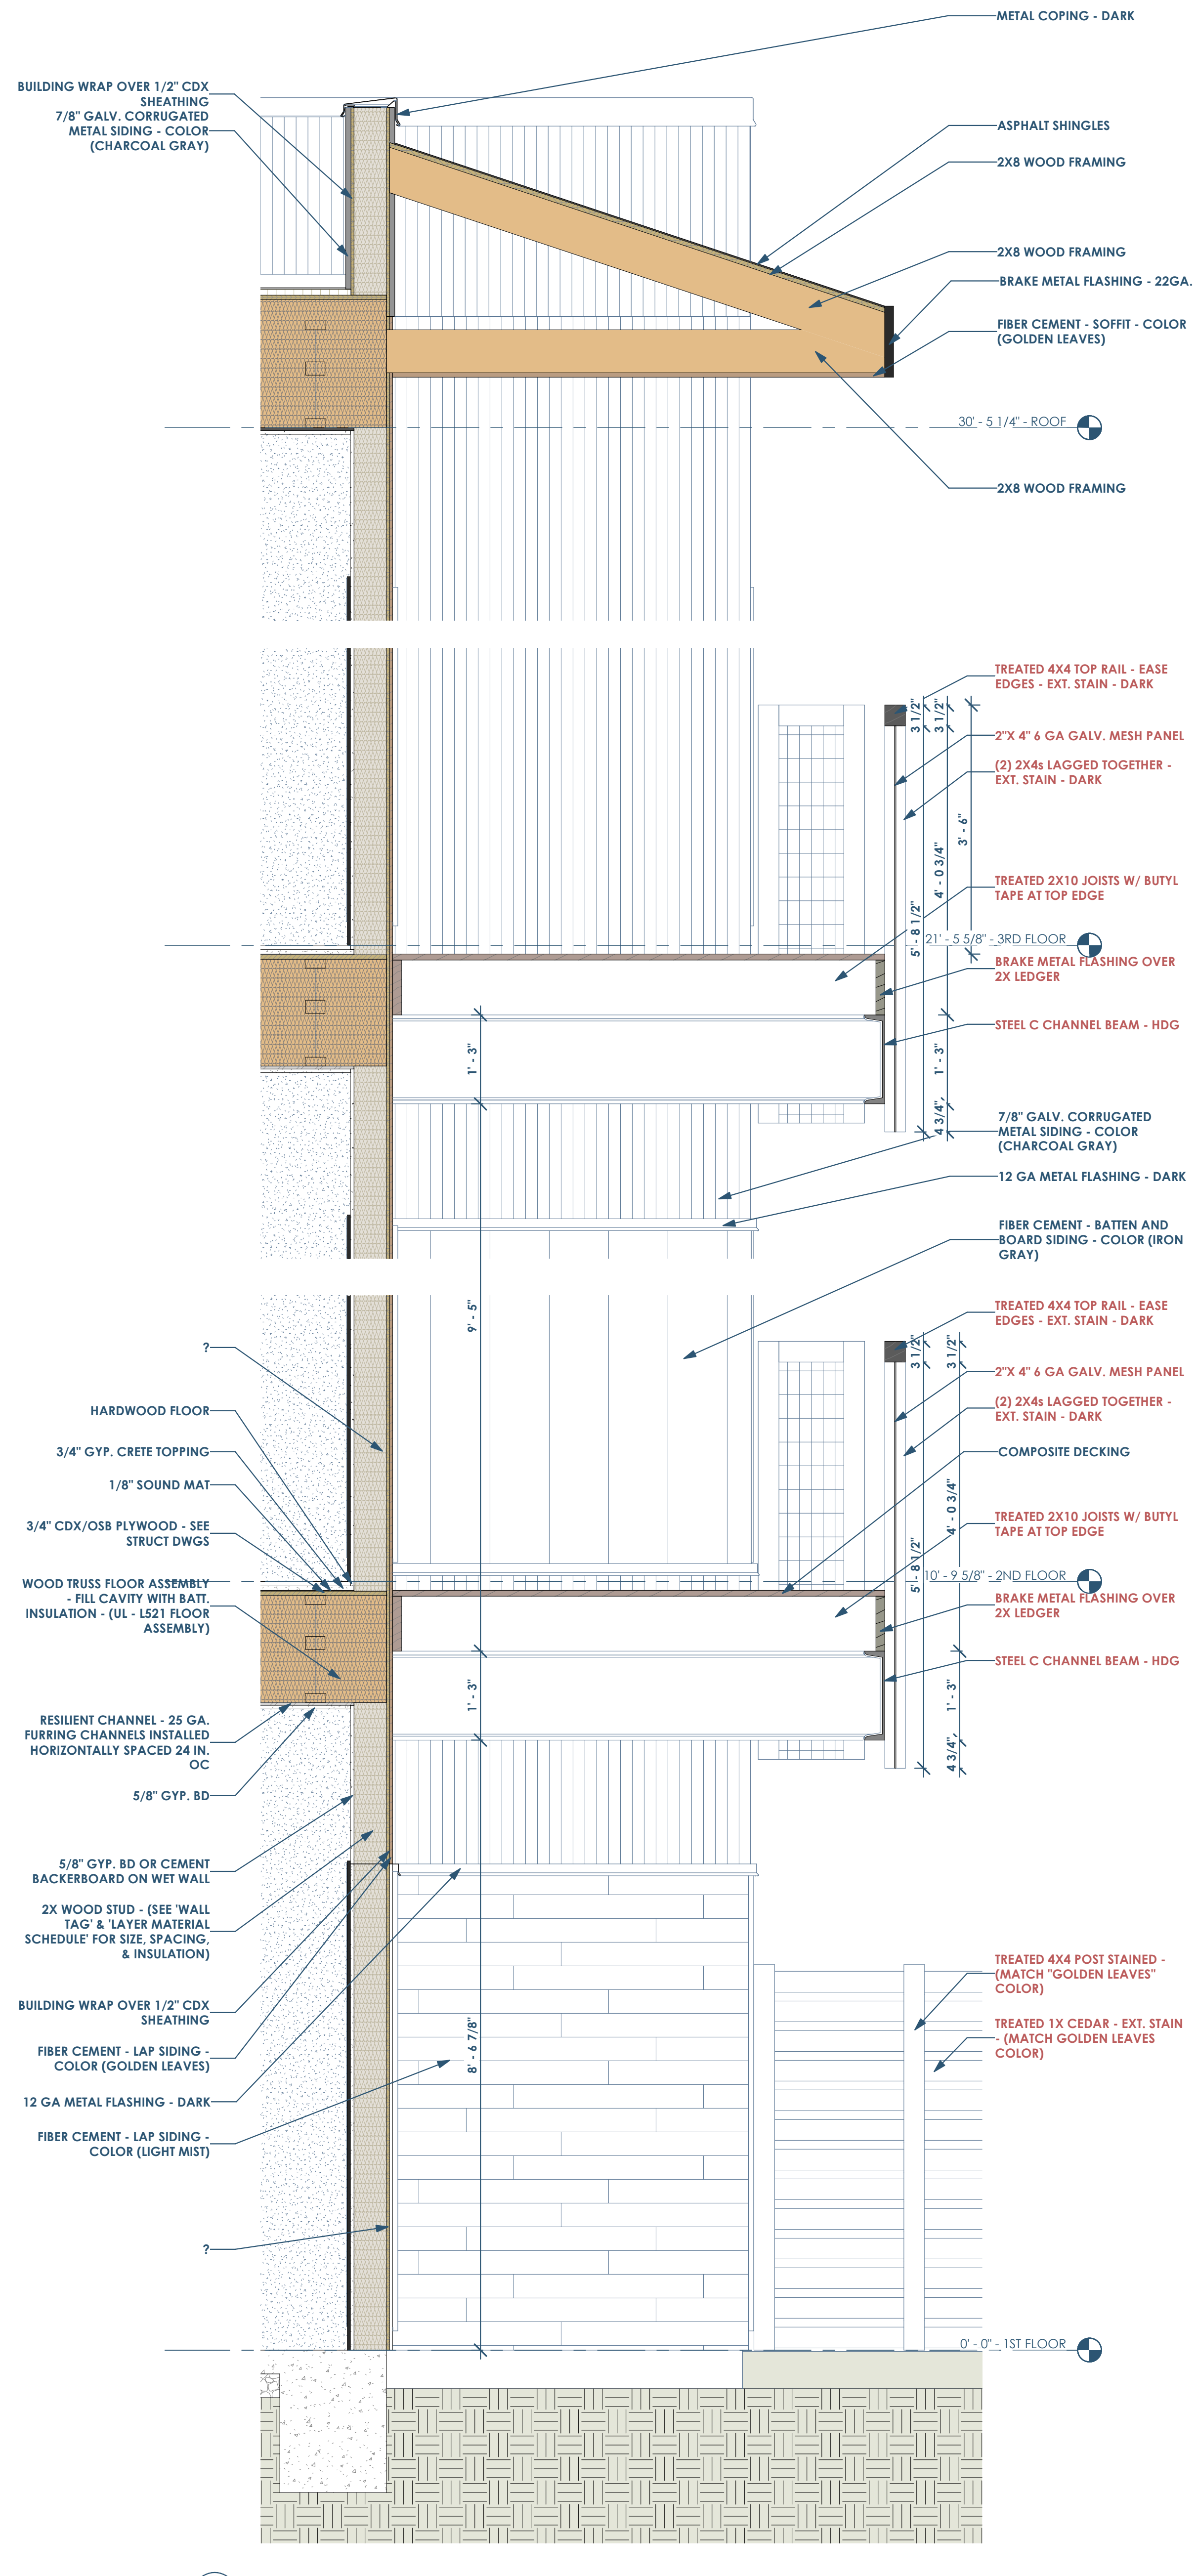 METAL COPING - DARK
BUILDING WRAP OVER 1/2" CDX
SHEATHING
7/8" GALV. CORRUGATED
METAL SIDING - COLOR
(CHARCOAL GRAY)
ASPHALT SHINGLES
2X8 WOOD FRAMING
2X8 WOOD FRAMING
BRAKE METAL FLASHING - 22GA.
FIBER CEMENT - SOFFIT - COLOR
(GOLDEN LEAVES)
30' - 5 1/4" - ROOF
2X8 WOOD FRAMING
TREATED 4X4 TOP RAIL - EASE
EDGES - EXT. STAIN - DARK
3 1/2"
3 1/2"
2"X 4" 6 GA GALV. MESH PANEL
(2) 2X4s LAGGED TOGETHER -
EXT. STAIN - DARK
3' - 6"
4' - 0 3/4"
TREATED 2X10 JOISTS W/ BUTYL
TAPE AT TOP EDGE
5' - 8 1/2"
21' - 5 5/8" - 3RD FLOOR
BRAKE METAL FLASHING OVER
2X LEDGER
STEEL C CHANNEL BEAM - HDG
1' - 3"
1' - 3"
4 3/4"
7/8" GALV. CORRUGATED
METAL SIDING - COLOR
(CHARCOAL GRAY)
12 GA METAL FLASHING - DARK
FIBER CEMENT - BATTEN AND
BOARD SIDING - COLOR (IRON
GRAY)
9' - 5"
TREATED 4X4 TOP RAIL - EASE
EDGES - EXT. STAIN - DARK
3 1/2"
3 1/2"
?
2"X 4" 6 GA GALV. MESH PANEL
(2) 2X4s LAGGED TOGETHER -
EXT. STAIN - DARK
HARDWOOD FLOOR
3/4" GYP. CRETE TOPPING
COMPOSITE DECKING
1/8" SOUND MAT
4' - 0 3/4"
3/4" CDX/OSB PLYWOOD - SEE
STRUCT DWGS
TREATED 2X10 JOISTS W/ BUTYL
TAPE AT TOP EDGE
5' - 8 1/2"
10' - 9 5/8" - 2ND FLOOR
WOOD TRUSS FLOOR ASSEMBLY
- FILL CAVITY WITH BATT.
INSULATION - (UL - L521 FLOOR
ASSEMBLY)
BRAKE METAL FLASHING OVER
2X LEDGER
STEEL C CHANNEL BEAM - HDG
1' - 3"
1' - 3"
4 3/4"
RESILIENT CHANNEL - 25 GA.
FURRING CHANNELS INSTALLED
HORIZONTALLY SPACED 24 IN.
OC
5/8" GYP. BD
5/8" GYP. BD OR CEMENT
BACKERBOARD ON WET WALL
2X WOOD STUD - (SEE 'WALL
TAG' & 'LAYER MATERIAL
SCHEDULE' FOR SIZE, SPACING,
& INSULATION)
TREATED 4X4 POST STAINED -
(MATCH "GOLDEN LEAVES"
COLOR)
BUILDING WRAP OVER 1/2" CDX
SHEATHING
TREATED 1X CEDAR - EXT. STAIN
- (MATCH GOLDEN LEAVES
COLOR)
8' - 6 7/8"
FIBER CEMENT - LAP SIDING -
COLOR (GOLDEN LEAVES)
12 GA METAL FLASHING - DARK
FIBER CEMENT - LAP SIDING -
COLOR (LIGHT MIST)
?
0' - 0" - 1ST FLOOR